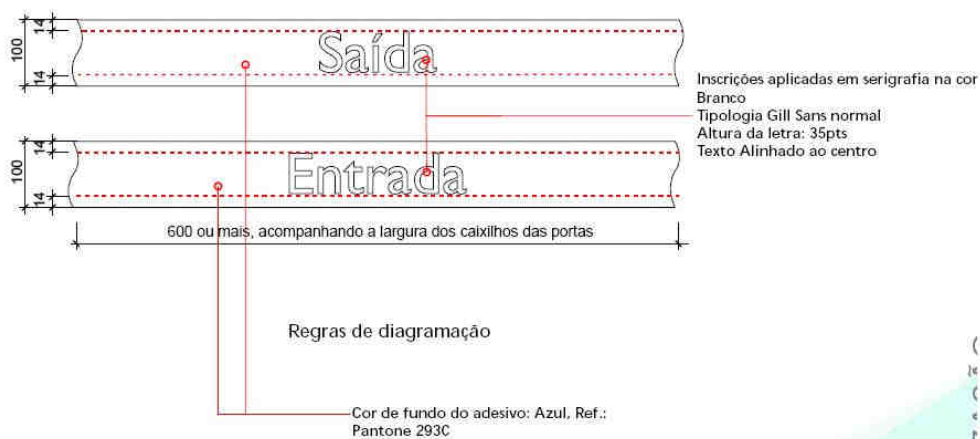 14
100
14
Saída
Inscrições aplicadas em serigrafia na cor
Branco
Tipologia Gill Sans normal
Altura da letra: 35pts
Texto Alinhado ao centro
14
100
14
Entrada
600 ou mais, acompanhando a largura dos caixilhos das portas
Regras de diagramação
Cor de fundo do adesivo: Azul, Ref.:
Pantone 293C